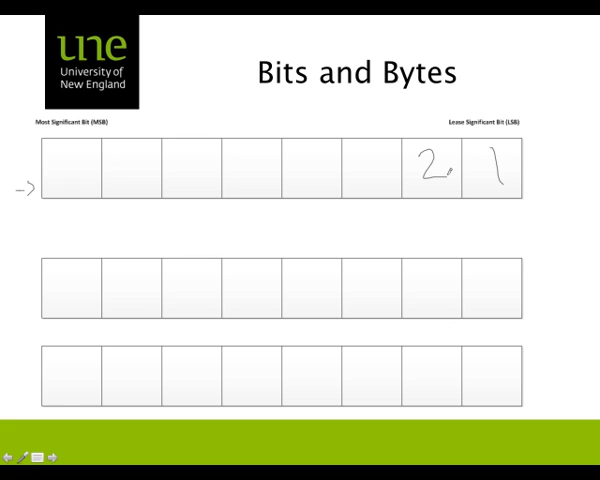 une
University of
New England
Bits and Bytes
Most Significant Bit (MSB)
Lease Significant Bit (LSB)
2 1